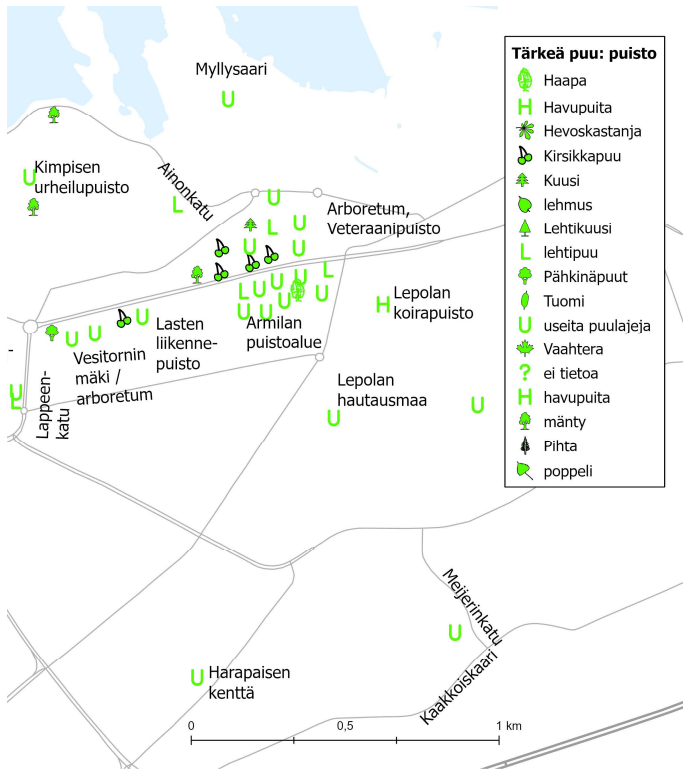 Myllysaari
Kimpisen
urheilupuisto
Ainonkatu
Arboretum,
Veteraanipuisto
Lepolan
koirapuisto
Lasten
liikenne-
puisto
Armilan
puistoalue
Vesitornin
mäki /
arboretum
Lappeen-
katu
Lepolan
hautausmaa
Meijerinkatu
Kaakkoiskaari
Harapaisen
kenttä
0 0,5 1 km
Tärkeä puu: puisto
Haapa
H Havupuita
Hevoskastanja
Kirsikkapuu
Kuusi
lehmus
Lehtikuusi
L lehtipuu
Pähkinäpuut
Tuomi
U useita puulajeja
Vaahtera
? ei tietoa
H havupuita
mänty
Pihta
poppeli